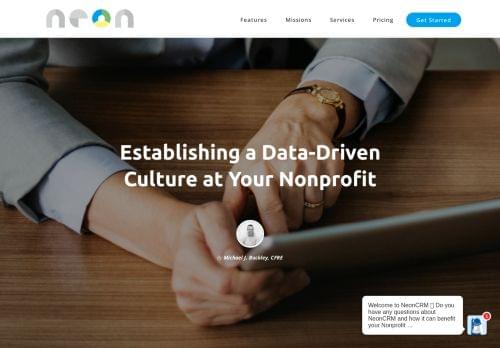 neon
Features Missions Services Pricing Get Started
Establishing a Data-Driven
Culture at Your Nonprofit
by Michael J. Buckley, CFRE
Welcome to NeonCRM ▯ Do you
have any questions about
NeonCRM and how it can benefit
your Nonprofit ...
1